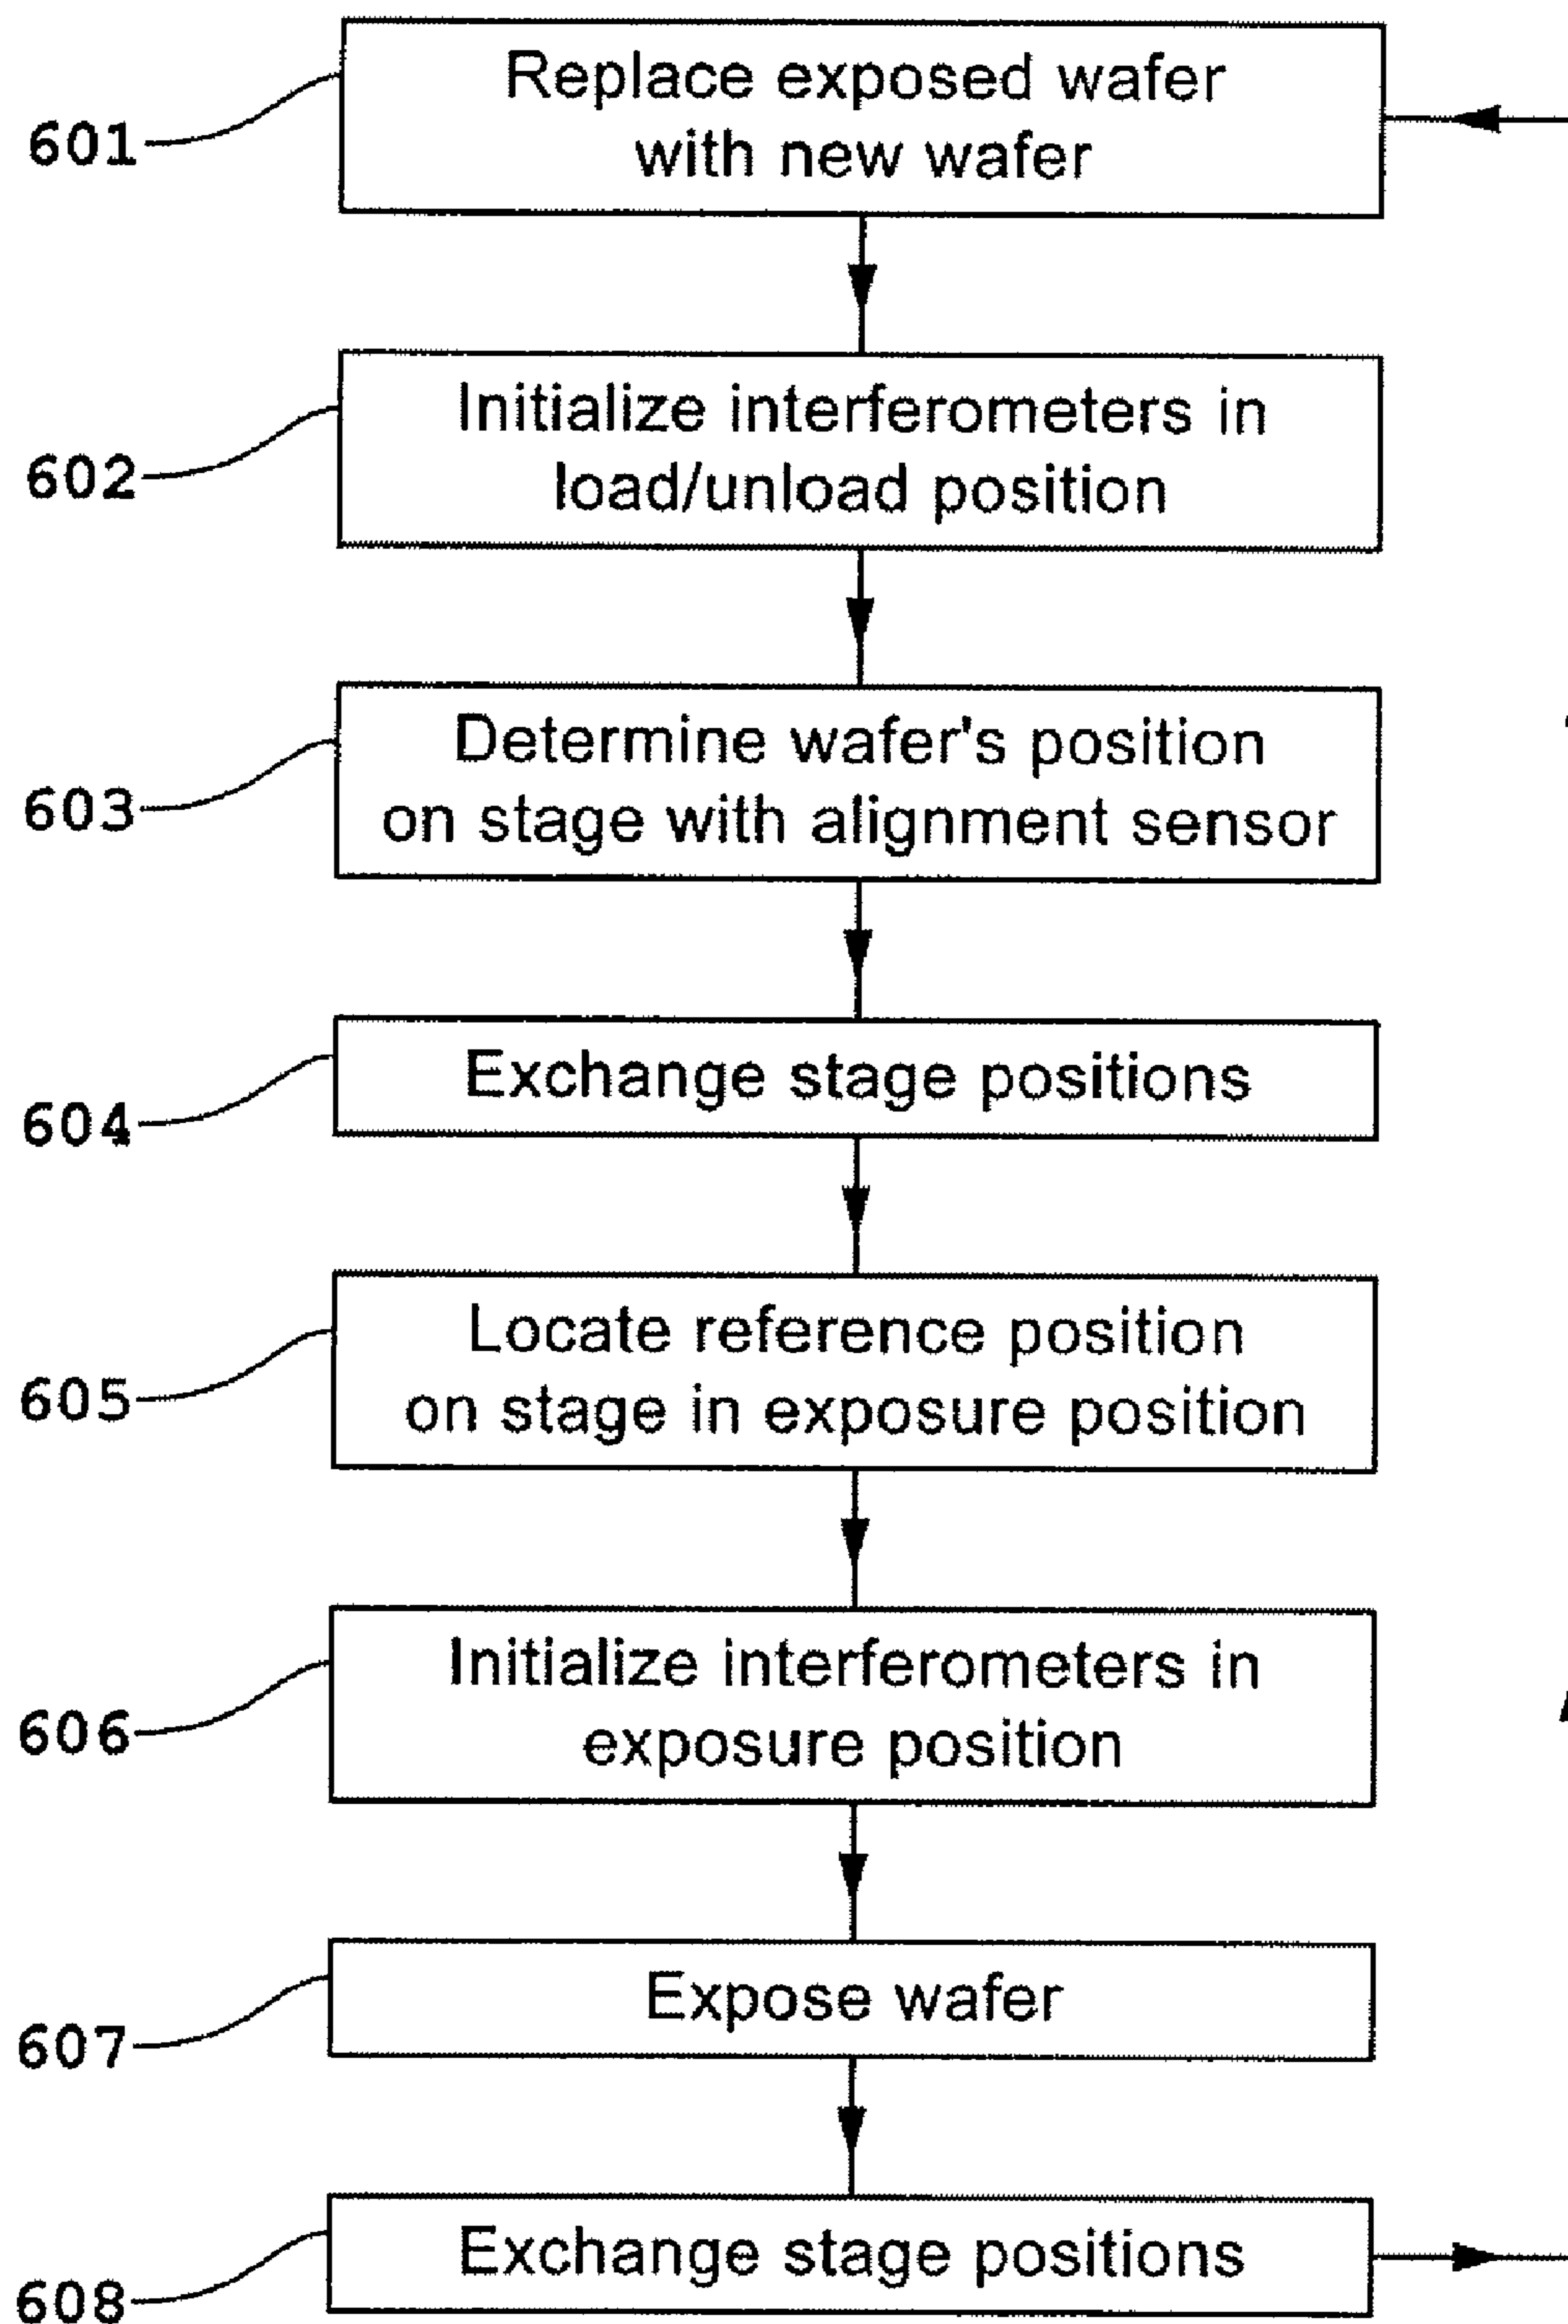 Replace exposed wafer
with new wafer
601
Initialize interferometers in
load/unload position
602
Determine wafer's position
on stage with alignment sensor
603
Exchange stage positions
604
Locate reference position
on stage in exposure position
605
Initialize interferometers in
exposure position
606
Expose wafer
607
Exchange stage positions
608